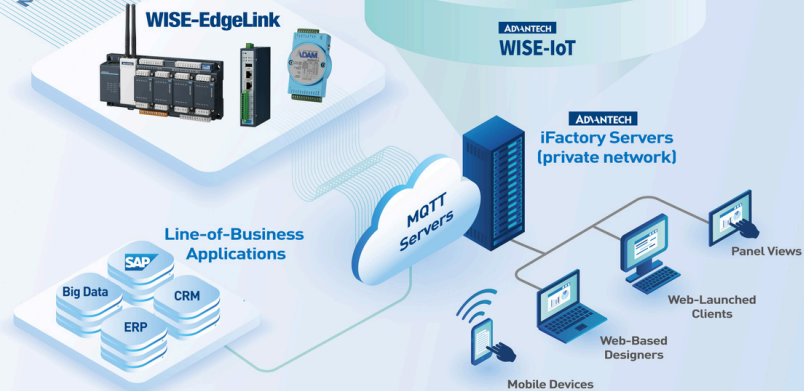 WISE-EdgeLink
ADAM
ADVANTECH
WISE-IoT
ADVANTECH
iFactory Servers
(private network)
MQTT
Servers
Line-of-Business
Applications
SAP
Big Data
CRM
ERP
Panel Views
Web-Launched
Clients
Web-Based
Designers
Mobile Devices